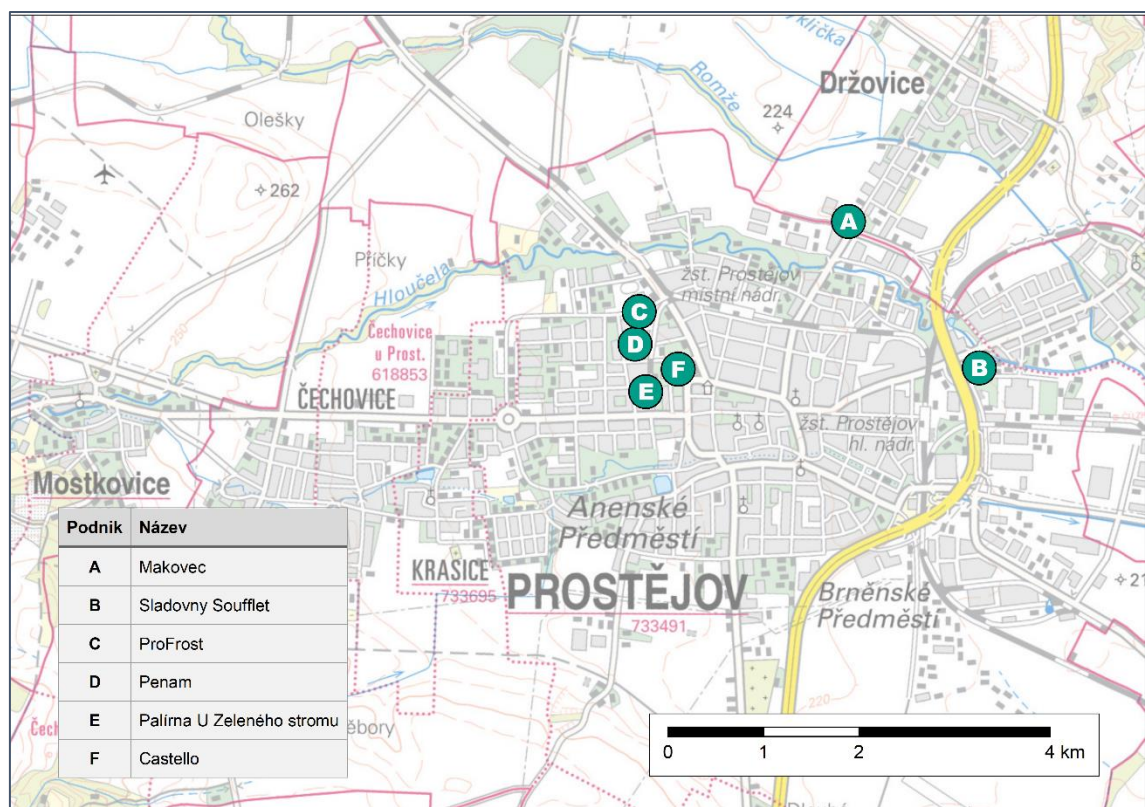 Romže
Držovice
224
Olešky
262
A
Příčky
Hloučela
žst. Prostějov
místní nádr.
C
Čechovice
u Prost.
618853
D
F
B
E
ČECHOVICE
žst. Prostějov
hl. nádr.
Mostkovice
250
Anenské
Předměstí
KRASICE
733695
PROSTĚJOV
733491
Brněnské
Předměstí
220
Podnik Název
A Makovec
B Sladovny Soufflet
C ProFrost
D Penam
E Palírna U Zeleného stromu
F Castello
0 1 2 4 km